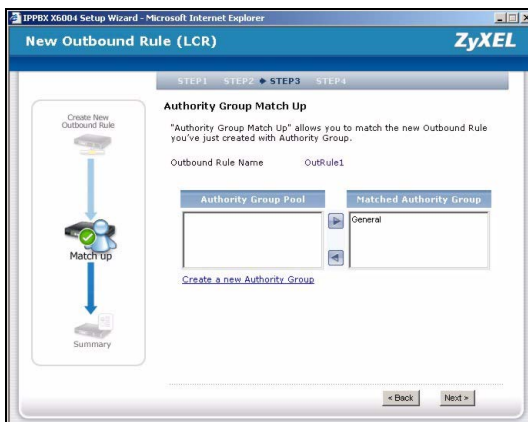 IPPBX X6004 Setup Wizard - Microsoft Internet Explorer
New Outbound Rule (LCR)
ZyXEL
STEP1 STEP2 STEP3 STEP4
Create New
Outbound Rule
Match up
Summary
Authority Group Match Up
"Authority Group Match Up" allows you to match the new Outbound Rule
you've just created with Authority Group.
Outbound Rule Name OutRule1
Authority Group Pool
Matched Authority Group
General
Create a new Authority Group
< Back Next >